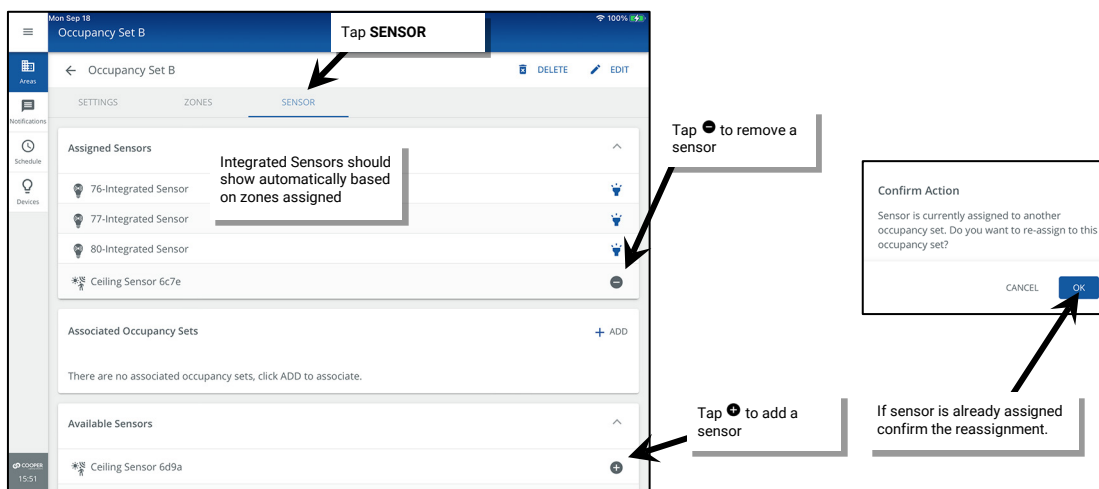 Mon Sep 18
100%
Occupancy Set B
Tap SENSOR
Areas
Occupancy Set B
DELETE
EDIT
Notifications
SETTINGS
ZONES
SENSOR
Schedule
Assigned Sensors
Integrated Sensors should
show automatically based
on zones assigned
Devices
76-Integrated Sensor
77-Integrated Sensor
80-Integrated Sensor
Ceiling Sensor 6c7e
Tap to remove a
sensor
Confirm Action
Sensor is currently assigned to another
occupancy set. Do you want to re-assign to this
occupancy set?
CANCEL
OK
Associated Occupancy Sets
+ ADD
There are no associated occupancy sets, click ADD to associate.
Available Sensors
Tap to add a
sensor
If sensor is already assigned
confirm the reassignment.
Ceiling Sensor 6d9a
COOPER
15:51